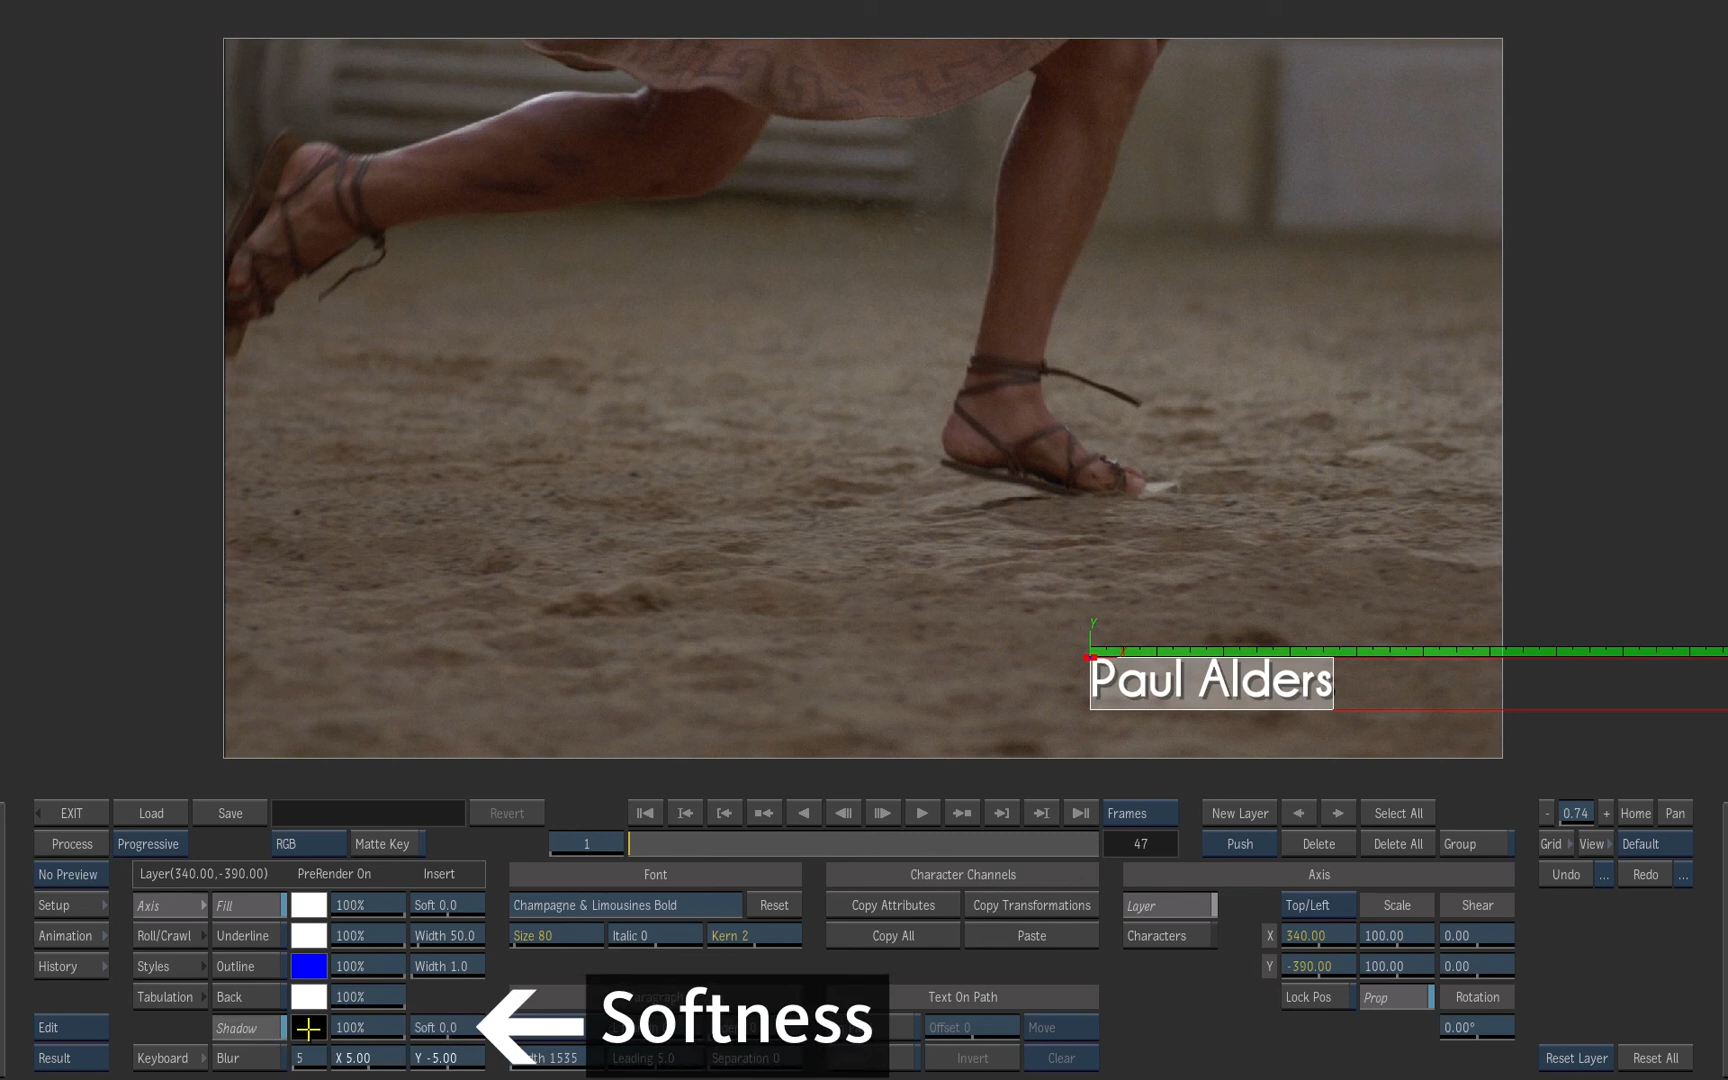 Y
Paul Alders
EXIT Load Save Revert Frames New Layer Select All - 0.74 + Home Pan
Process Progressive RGB Matte Key 1 47 Push Delete Delete All Group Grid View Default
No Preview Layer(340.00,-390.00) PreRender On Insert Font Character Channels Axis Undo ... Redo ...
Setup Axis Fill 100% Soft 0.0 Champagne & Limousines Bold Reset Copy Attributes Copy Transformations Layer Top/Left Scale Shear
Animation Roll/Crawl Underline 100% Width 50.0 Size 80 Italic 0 Kern 2 Copy All Paste Characters X 340.00 100.00 0.00
History Styles Outline 100% Width 1.0 Y -390.00 100.00 0.00
Tabulation Back 100% Text On Path Lock Pos Prop Rotation
Edit Shadow 100% Soft 0.0 Softness Offset 0 Move 0.00°
Result Keyboard Blur 5 X 5.00 Y -5.00 1535 Leading 5.0 Separation 0 Invert Clear Reset Layer Reset All